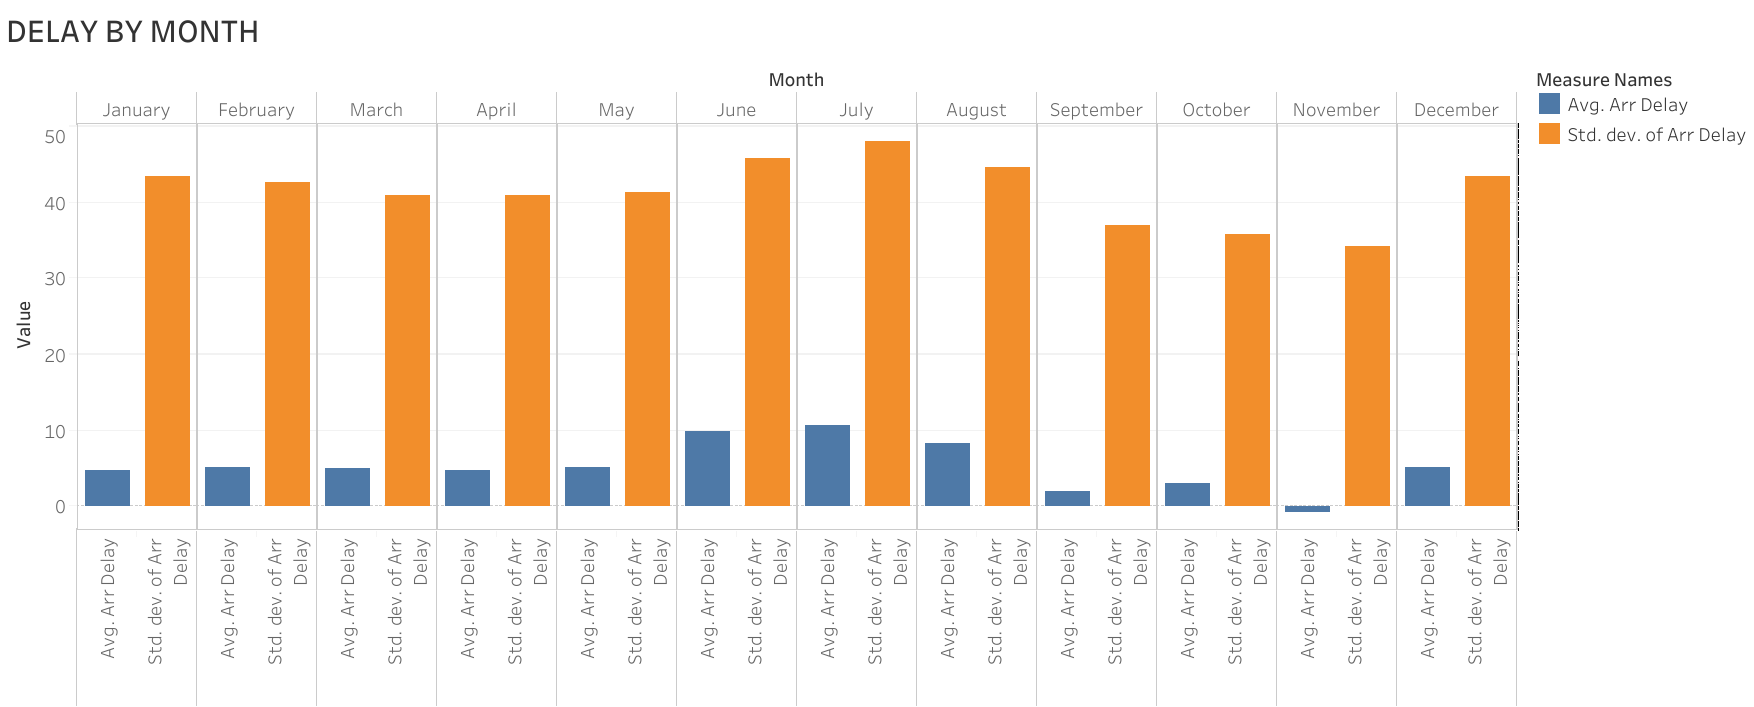 DELAY BY MONTH
Month
Measure Names
January February March April May June July August September October November December
Avg. Arr Delay
Std. dev. of Arr Delay
50
40
30
20
10
0
Value
Avg. Arr Delay
Std. dev. of Arr
Delay
Avg. Arr Delay
Std. dev. of Arr
Delay
Avg. Arr Delay
Std. dev. of Arr
Delay
Avg. Arr Delay
Std. dev. of Arr
Delay
Avg. Arr Delay
Std. dev. of Arr
Delay
Avg. Arr Delay
Std. dev. of Arr
Delay
Avg. Arr Delay
Std. dev. of Arr
Delay
Avg. Arr Delay
Std. dev. of Arr
Delay
Avg. Arr Delay
Std. dev. of Arr
Delay
Avg. Arr Delay
Std. dev. of Arr
Delay
Avg. Arr Delay
Std. dev. of Arr
Delay
Avg. Arr Delay
Std. dev. of Arr
Delay